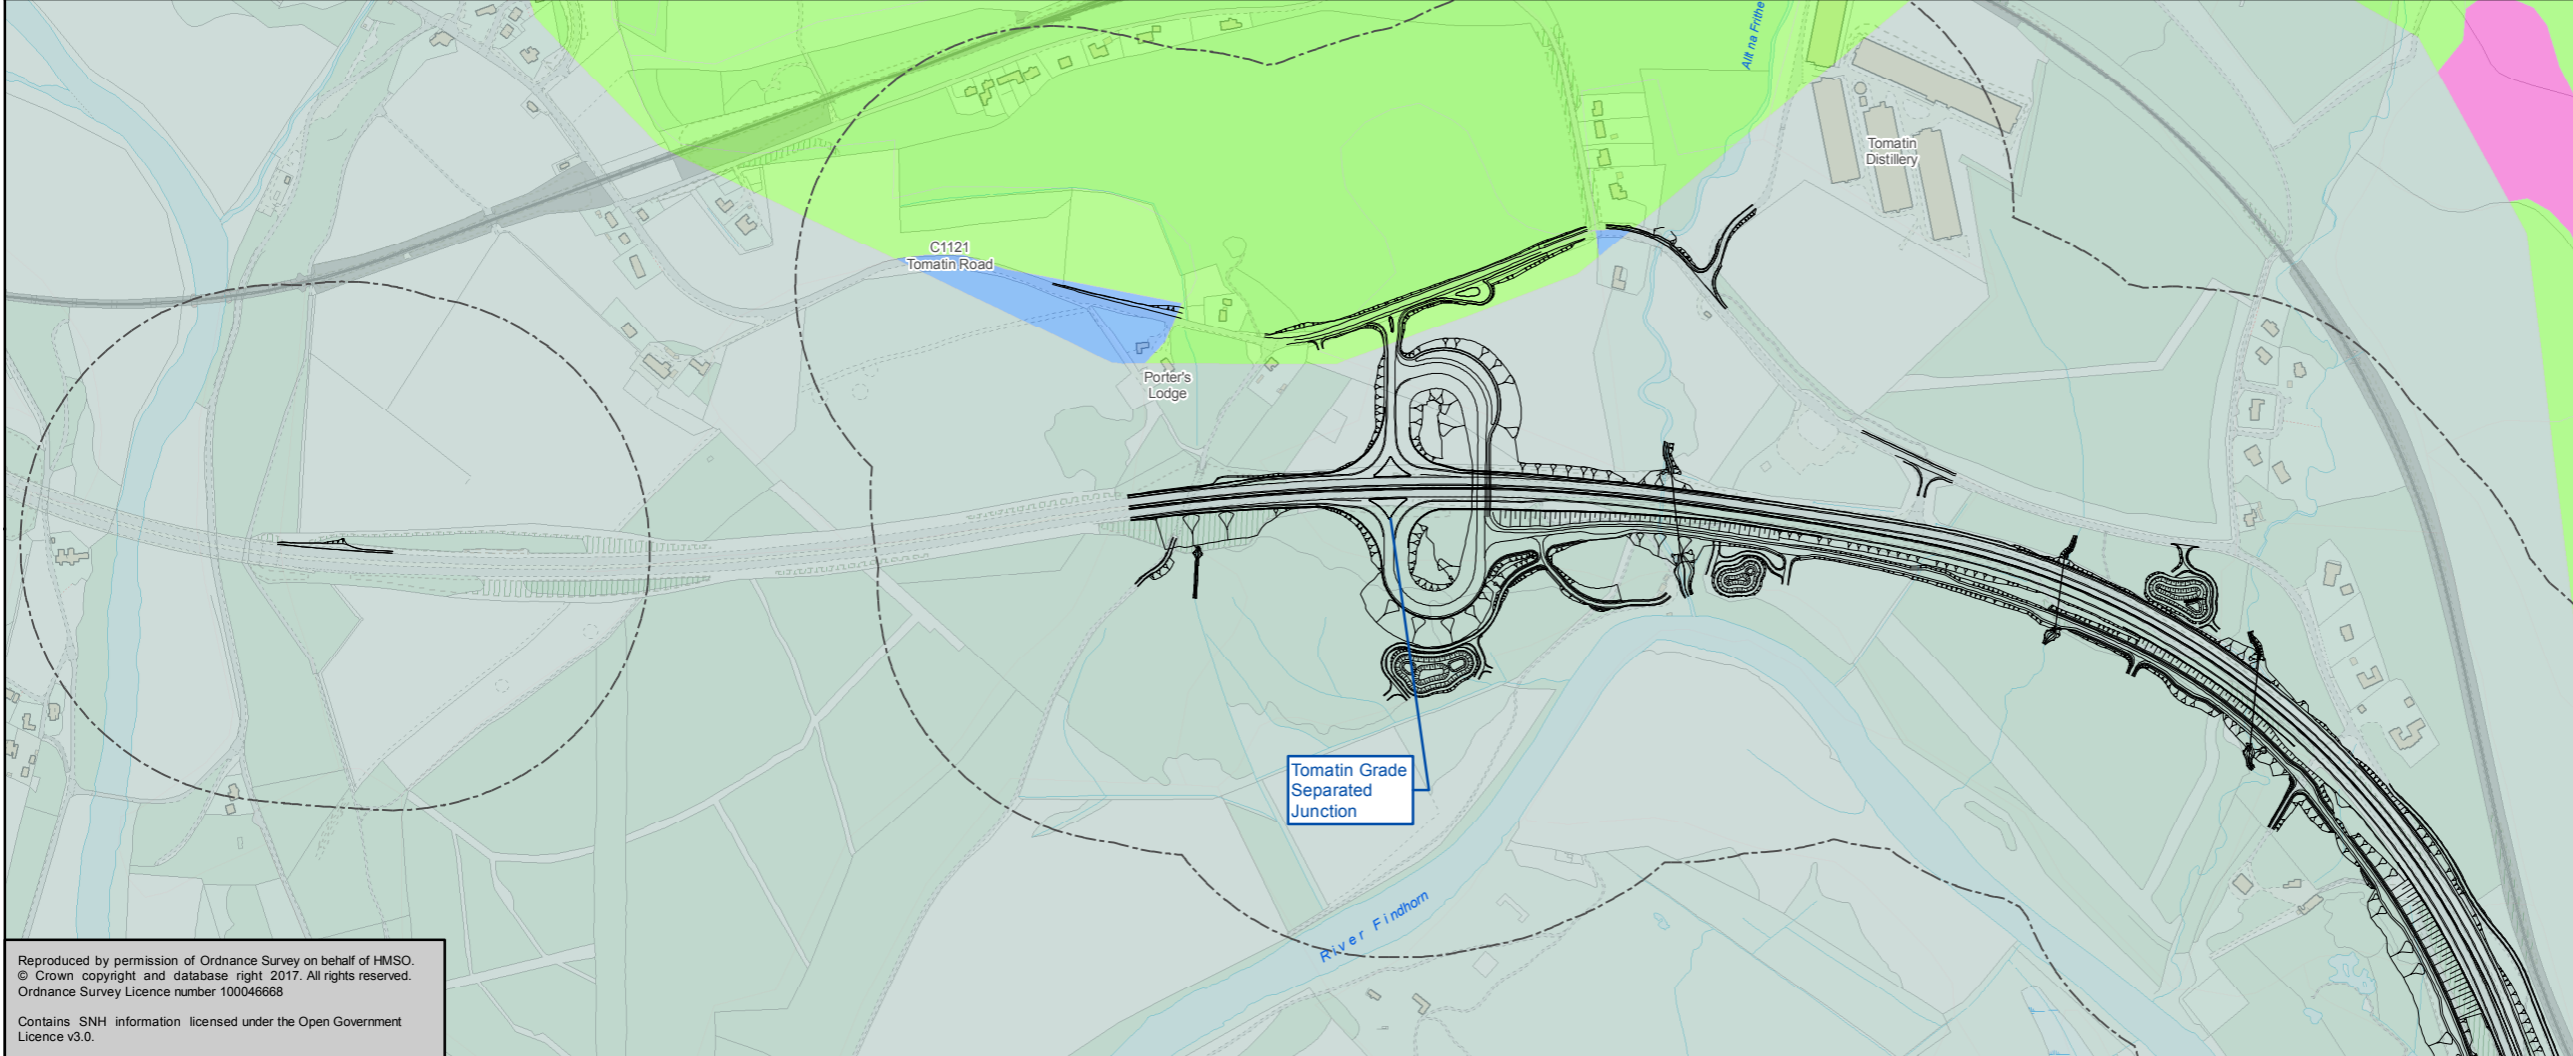 Allt na Frithe
Tomatin
Distillery
C1121
Tomatin Road
Porter's
Lodge
Tomatin Grade
Separated
Junction
River Findhorn
Reproduced by permission of Ordnance Survey on behalf of HMSO.
© Crown copyright and database right 2017. All rights reserved.
Ordnance Survey Licence number 100046668
Contains SNH information licensed under the Open Government
Licence v3.0.